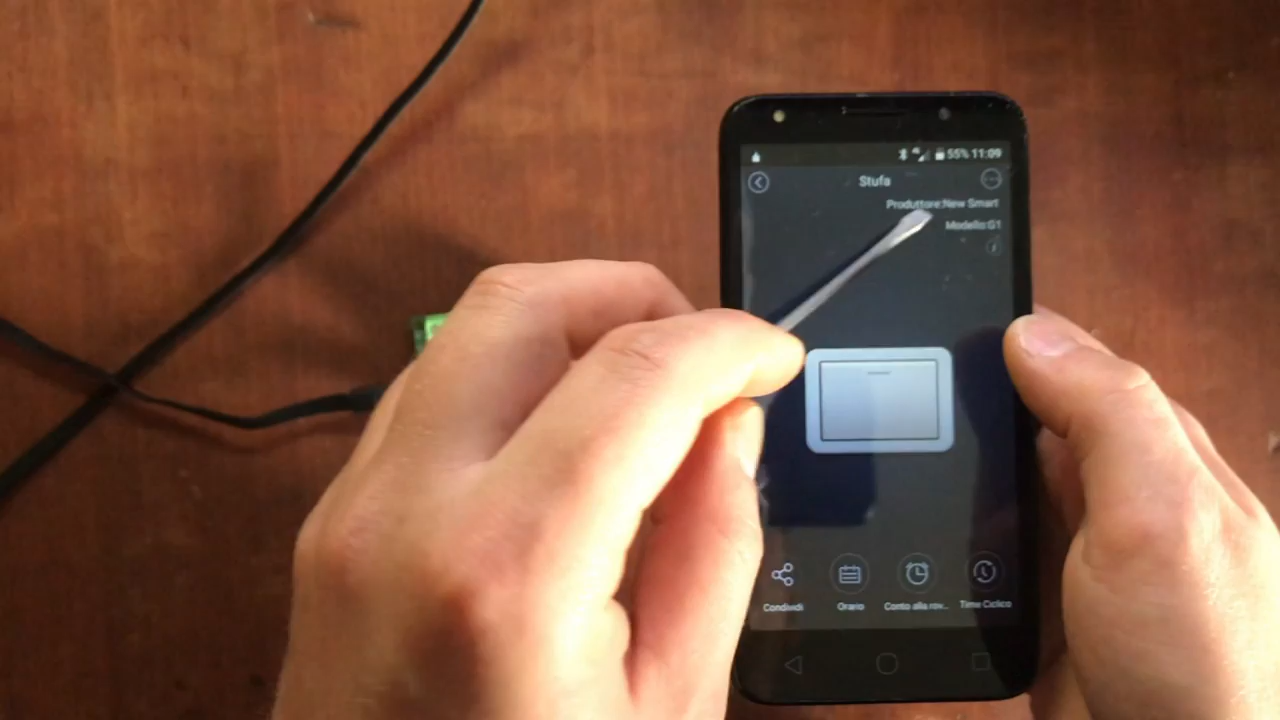 55% 11:09
Stufa
Produttore:New Smart
Modello:G1
Condividi
Orario
Conto alla rov...
Time Ciclico